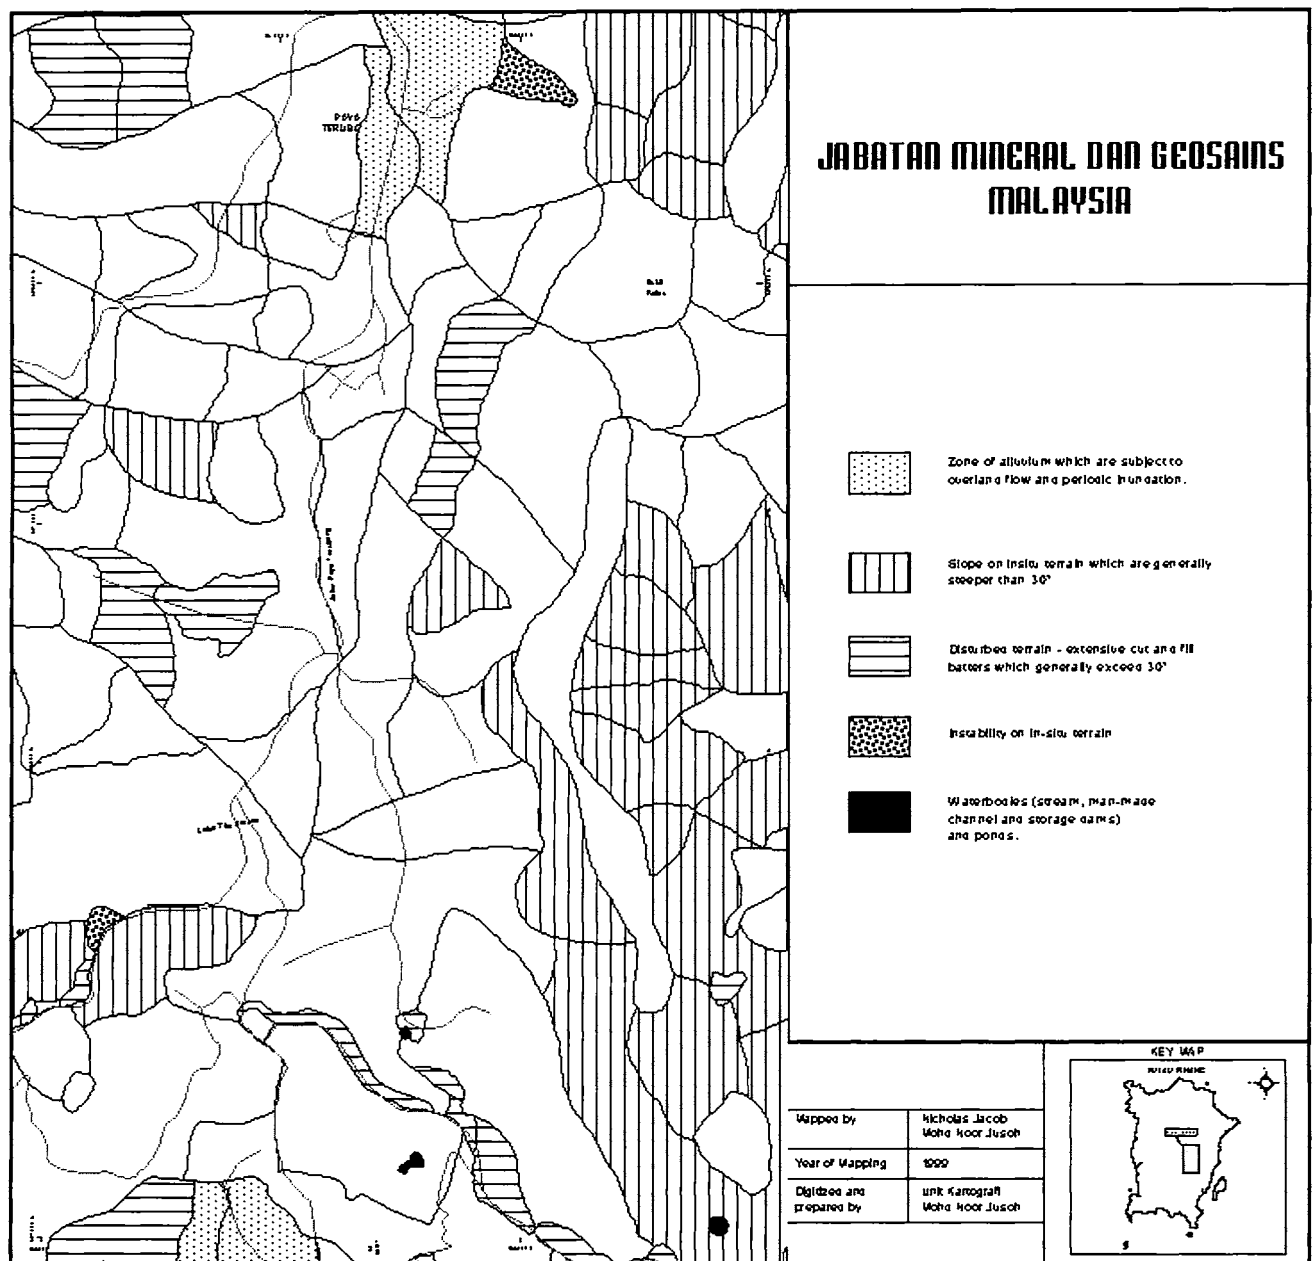 JABATAN MINERAL DAN GEOSAINS
MALAYSIA
PAYA
TERUBONG
Zone of alluvium which are subject to
overland flow and periodic inundation.
Slope on insitu terrain which are generally
steeper than 30°
Disturbed terrain - extensive cut and fill
batters which generally exceed 30°
Instability on in-situ terrain
Waterbodies (stream, man-made
channel and storage dams)
and ponds.
KEY MAP
Mapped by
Nicholas Jacob
Mohd Noor Jusoh
Year of Mapping
1999
Digitized and
prepared by
Unit Kartografi
Mohd Noor Jusoh